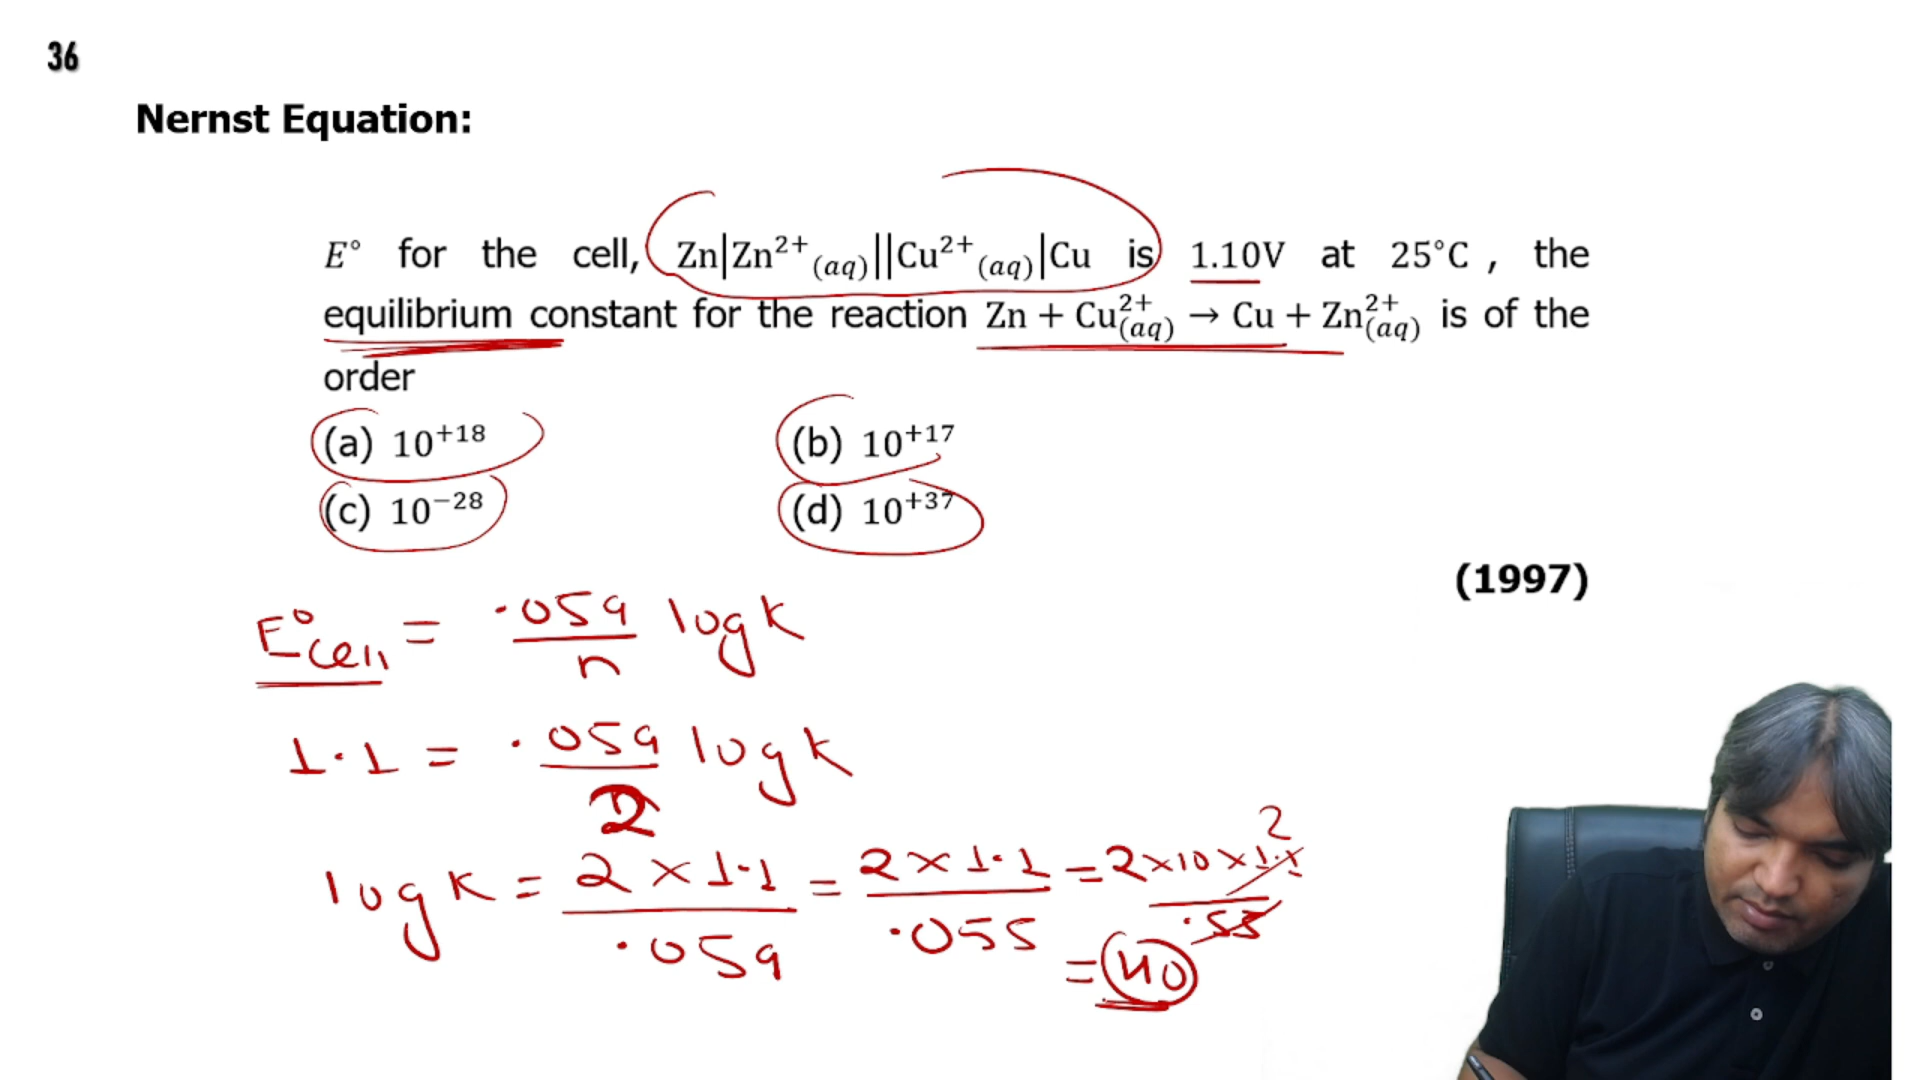 36
Nernst Equation:
E° for the cell, Zn|Zn²⁺(aq)||Cu²⁺(aq)|Cu is 1.10V at 25°C , the
equilibrium constant for the reaction Zn + Cu²⁺(aq) → Cu + Zn²⁺(aq) is of the
order
(a) 10⁺¹⁸ (b) 10⁺¹⁷
(c) 10⁻²⁸ (d) 10⁺³⁷
(1997)
E°cell = .059/n log K
1.1 = .059/2 log K
log K = 2 × 1.1/.059 = 2 × 1.1/.055 = 2 × 10 × 1.1/.55 2
= 40